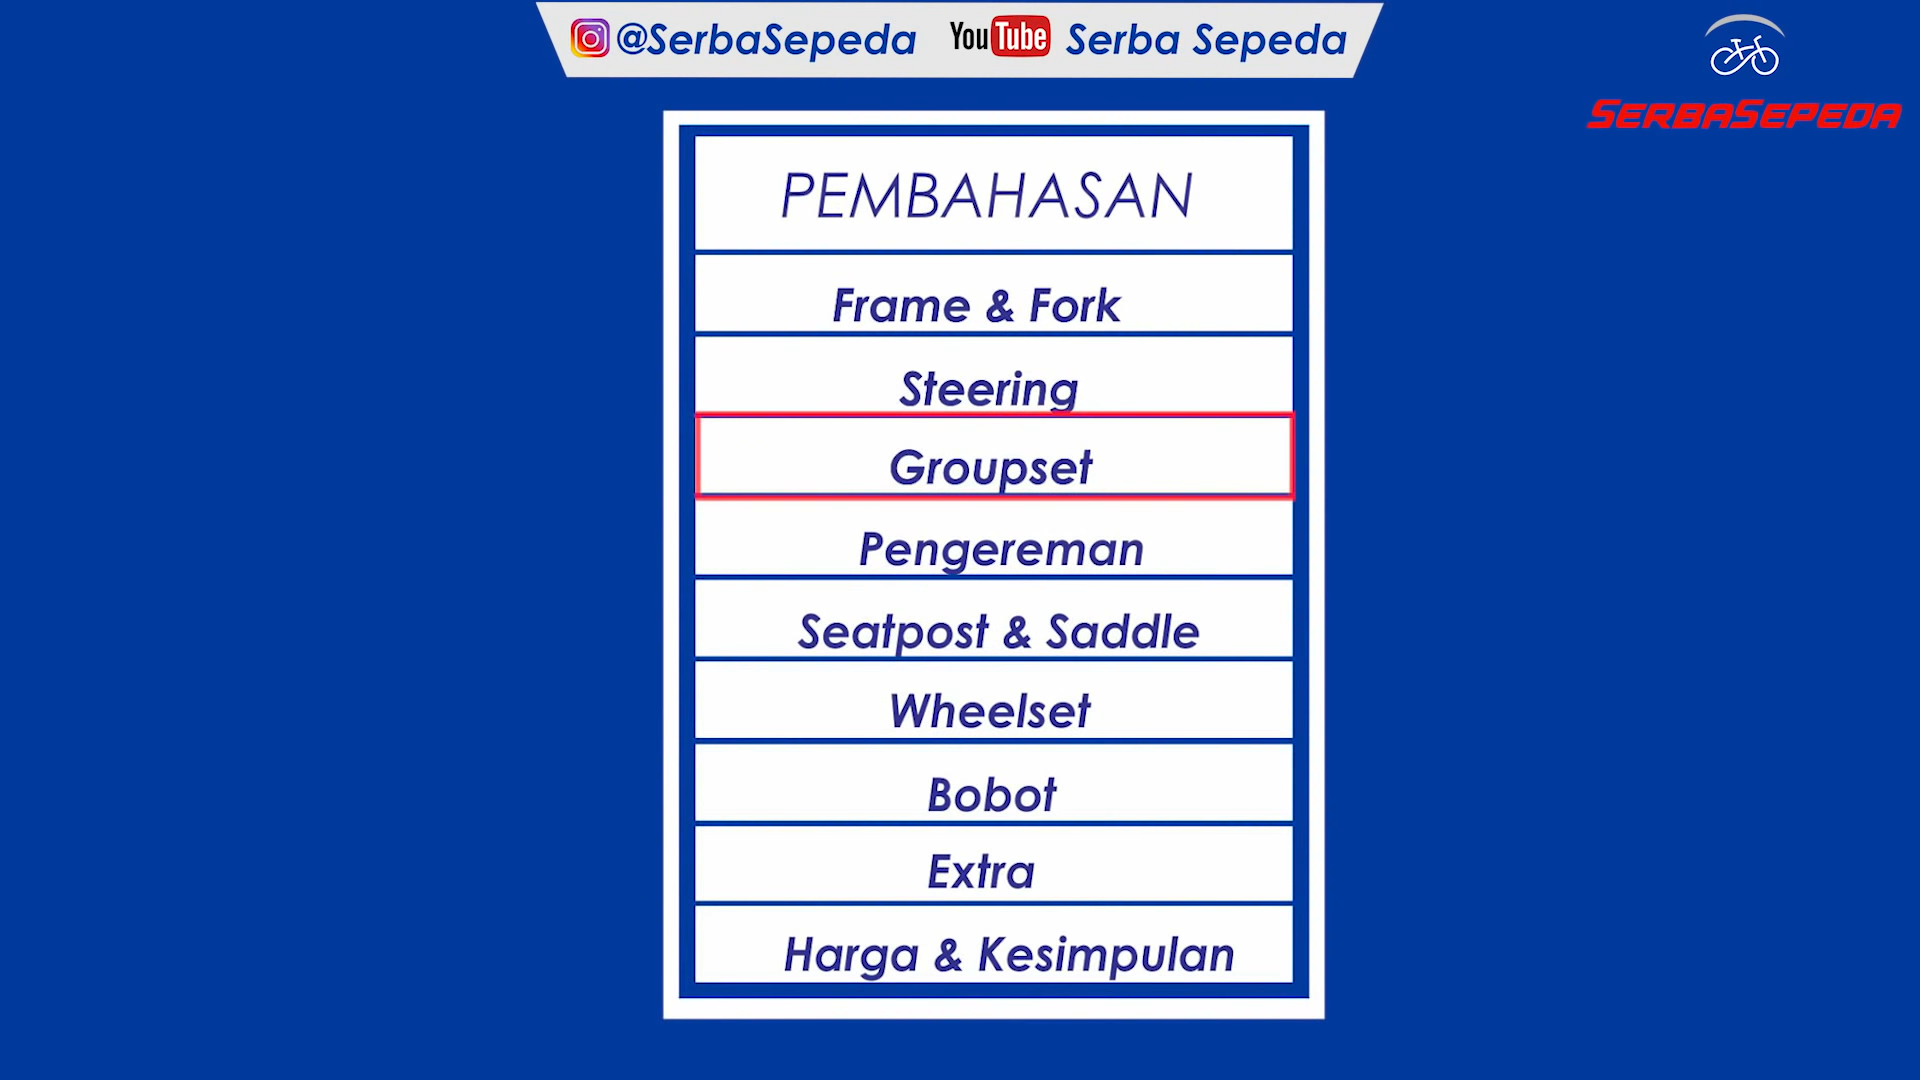 @SerbaSepeda YouTube Serba Sepeda
SERBASEPEDA
PEMBAHASAN
Frame & Fork
Steering
Groupset
Pengereman
Seatpost & Saddle
Wheelset
Bobot
Extra
Harga & Kesimpulan